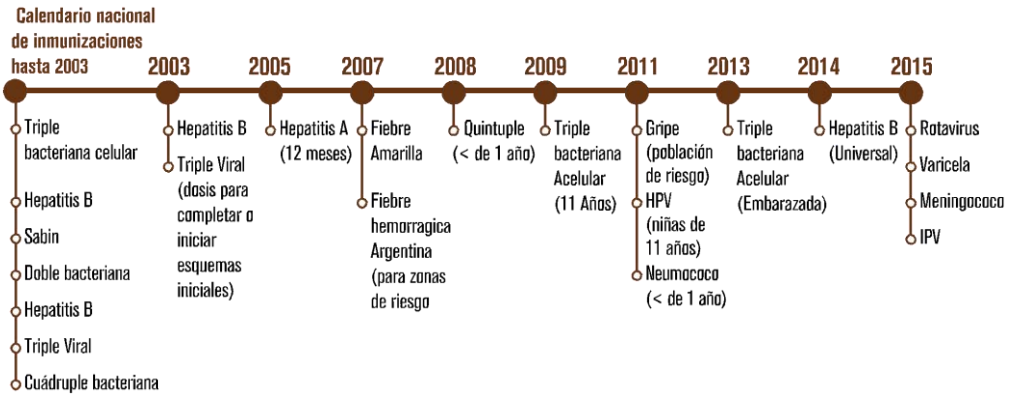 Calendario nacional
de inmunizaciones
hasta 2003
Triple
bacteriana celular
Hepatitis B
Sabin
Doble bacteriana
Hepatitis B
Triple Viral
Cuádruple bacteriana
2003
Hepatitis B
Triple Viral
(dosis para
completar o
iniciar
esquemas
iniciales)
2005
Hepatitis A
(12 meses)
2007
Fiebre
Amarilla
Fiebre
hemorragica
Argentina
(para zonas
de riesgo
2008
Quintuple
(< de 1 año)
2009
Triple
bacteriana
Acelular
(11 Años)
2011
Gripe
(población
de riesgo)
HPV
(niñas de
11 años)
Neumococo
(< de 1 año)
2013
Triple
bacteriana
Acelular
(Embarazada)
2014
Hepatitis B
(Universal)
2015
Rotavirus
Varicela
Meningococo
IPV